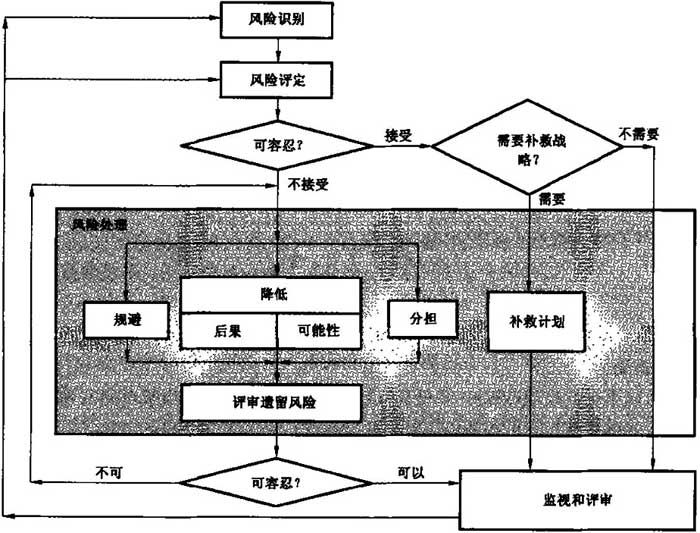 风险识别
风险评定
可容忍?
接受
需要补救战
略?
不需要
不接受
需要
风险处理
降低
规避
后果
可能性
分担
补救计划
评审遗留风险
不可
可容忍?
可以
监视和评审